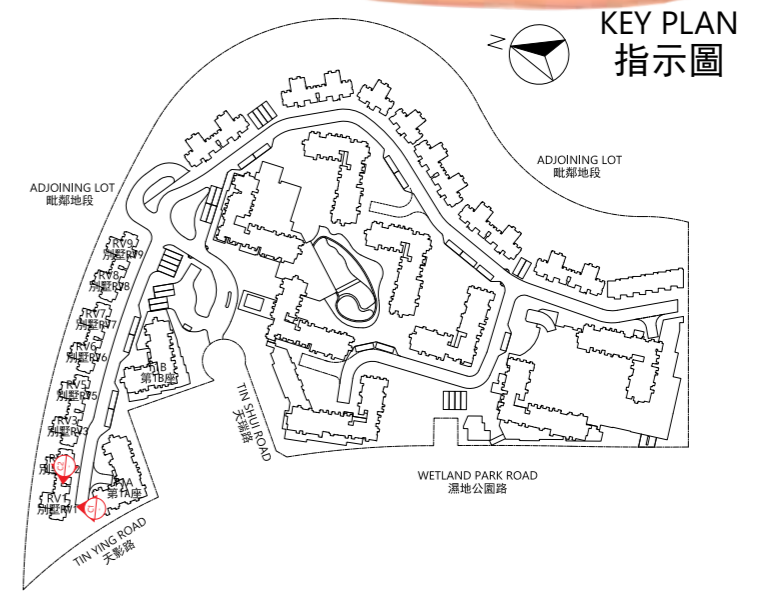 KEY PLAN
指示圖
N
ADJOINING LOT
毗鄰地段
ADJOINING LOT
毗鄰地段
RV9
別墅RV9
RV8
別墅RV8
RV7
別墅RV7
RV6
別墅RV6
RV5
別墅RV5
RV3
別墅RV3
RV1
別墅RV1
第1B座
第1A座
TIN SHUI ROAD
天瑞路
WETLAND PARK ROAD
濕地公園路
TIN YING ROAD
天影路